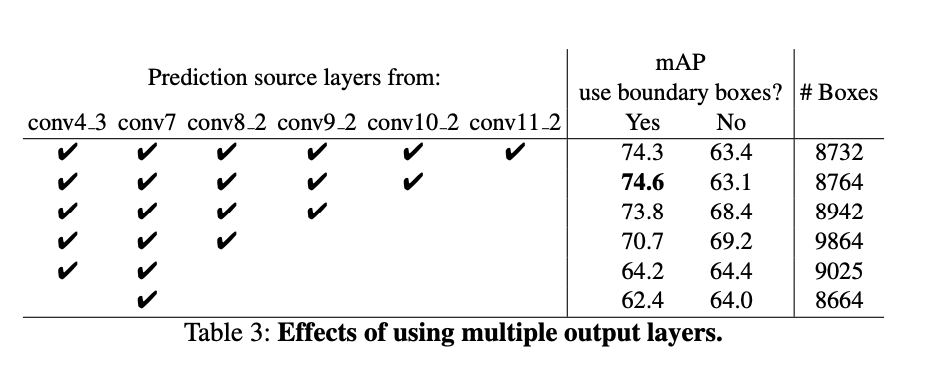 Prediction source layers from: mAP
use boundary boxes? # Boxes
conv4_3 conv7 conv8_2 conv9_2 conv10_2 conv11_2 Yes No
✔ ✔ ✔ ✔ ✔ ✔ 74.3 63.4 8732
✔ ✔ ✔ ✔ ✔ 74.6 63.1 8764
✔ ✔ ✔ ✔ 73.8 68.4 8942
✔ ✔ ✔ 70.7 69.2 9864
✔ ✔ 64.2 64.4 9025
✔ 62.4 64.0 8664
Table 3: Effects of using multiple output layers.